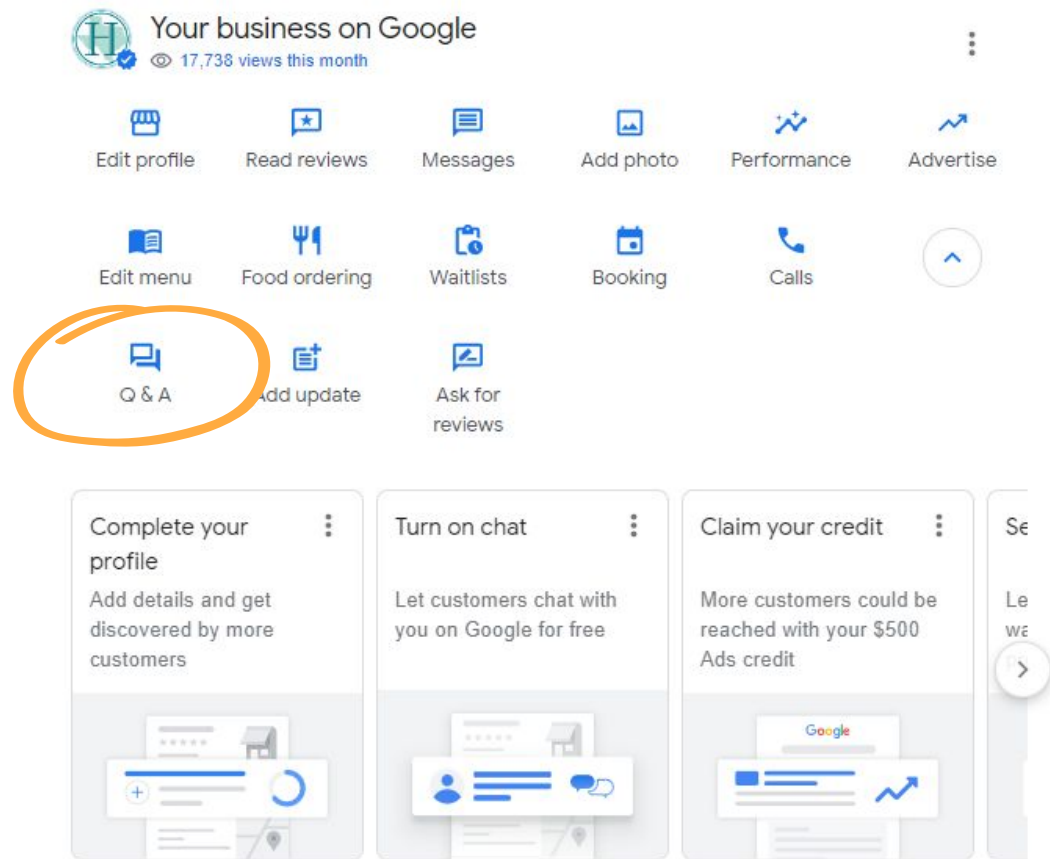 H
Your business on Google
17,738 views this month
Edit profile Read reviews Messages Add photo Performance Advertise
Edit menu Food ordering Waitlists Booking Calls
Q & A Add update Ask for
reviews
Complete your
profile
Add details and get
discovered by more
customers
Turn on chat
Let customers chat with
you on Google for free
Claim your credit
More customers could be
reached with your $500
Ads credit
Google
Se
Le
wa